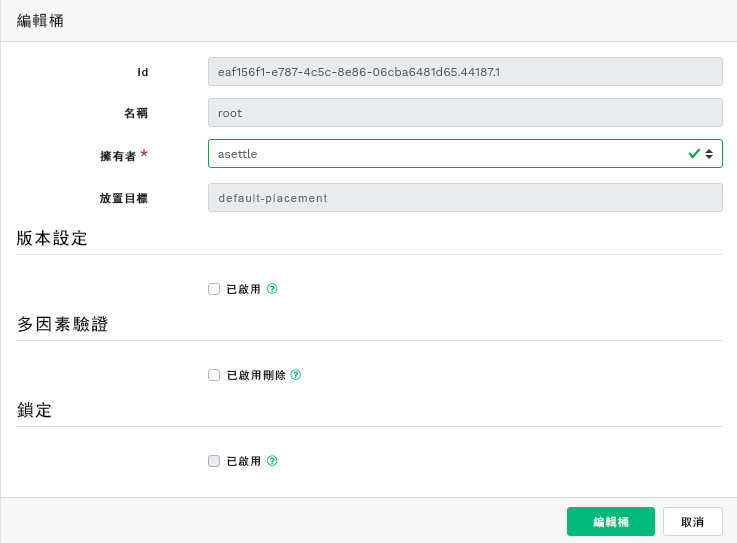 編輯桶
Id
eaf156f1-e787-4c5c-8e86-06cba6481d65.44187.1
名稱
root
擁有者 *
asettle
放置目標
default-placement
版本設定
已啟用 ?
多因素驗證
已啟用刪除 ?
鎖定
已啟用 ?
編輯桶 取消